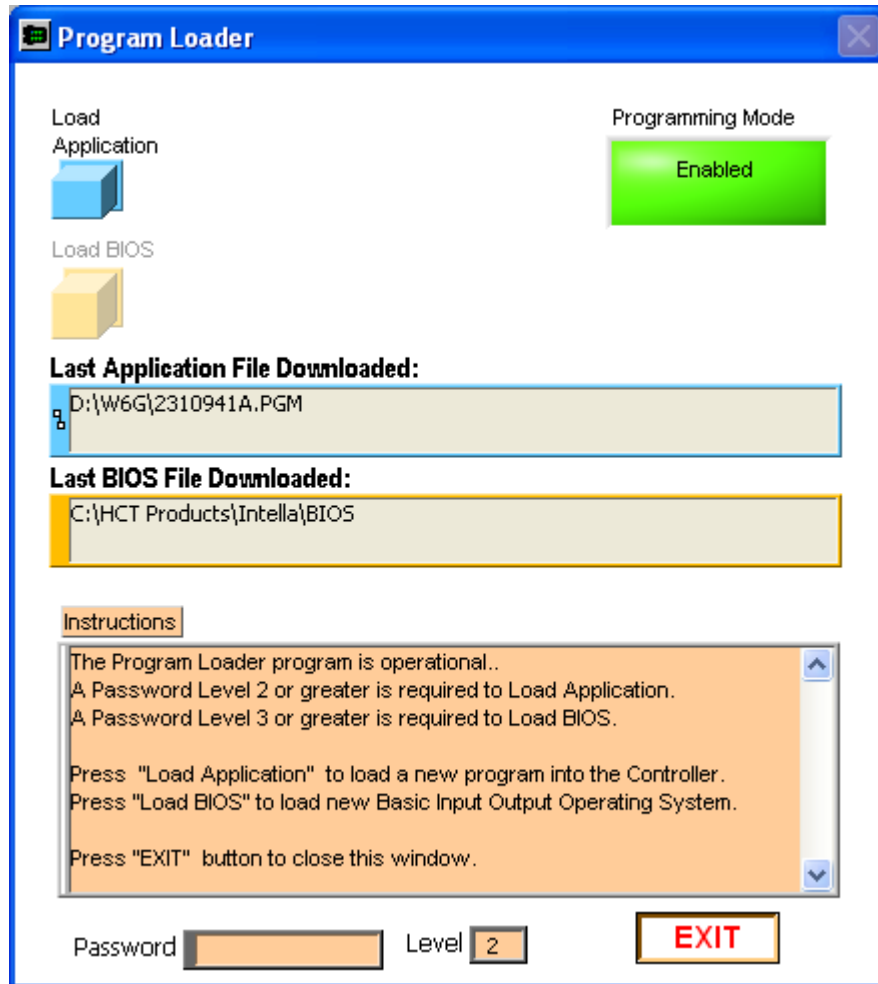 Program Loader
Load
Application
Programming Mode
Enabled
Load BIOS
Last Application File Downloaded:
D:\W6G\2310941A.PGM
Last BIOS File Downloaded:
C:\HCT Products\Intella\BIOS
Instructions
The Program Loader program is operational..
A Password Level 2 or greater is required to Load Application.
A Password Level 3 or greater is required to Load BIOS.
Press  "Load Application"  to load a new program into the Controller.
Press "Load BIOS" to load new Basic Input Output Operating System.
Press "EXIT"  button to close this window.
Password
Level 2
EXIT